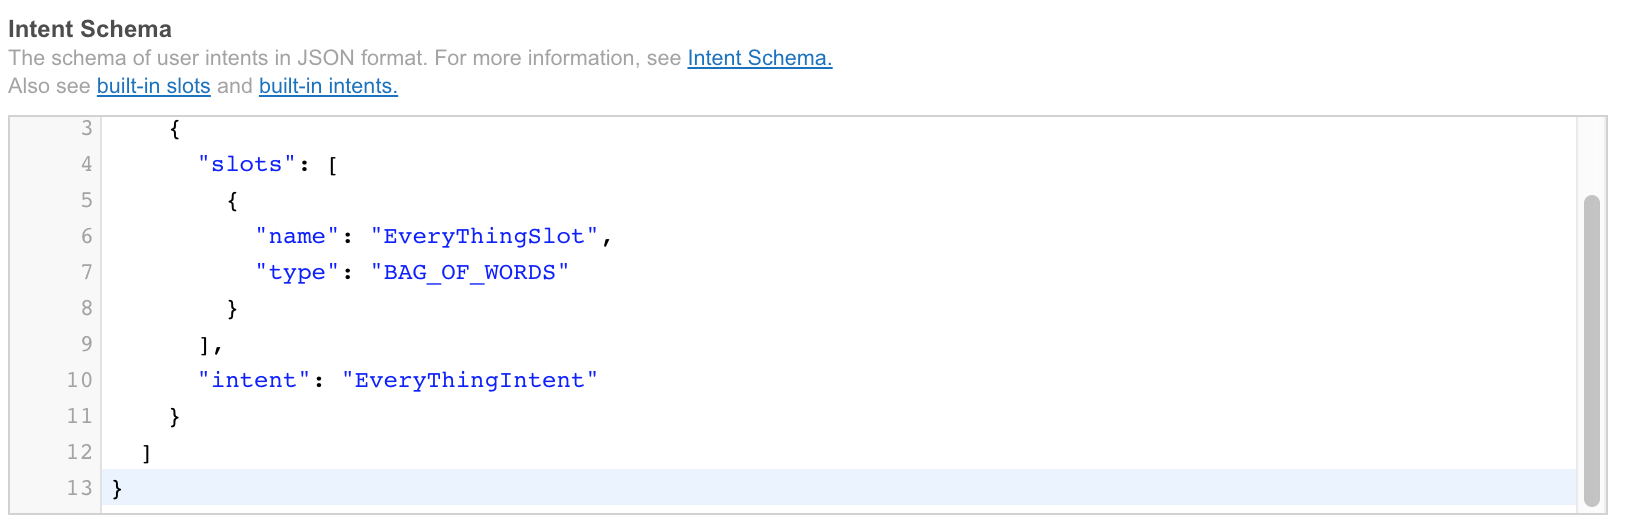 Intent Schema
The schema of user intents in JSON format. For more information, see Intent Schema.
Also see built-in slots and built-in intents.
3 {
4 "slots": [
5 {
6 "name": "EveryThingSlot",
7 "type": "BAG_OF_WORDS"
8 }
9 ],
10 "intent": "EveryThingIntent"
11 }
12 ]
13 }